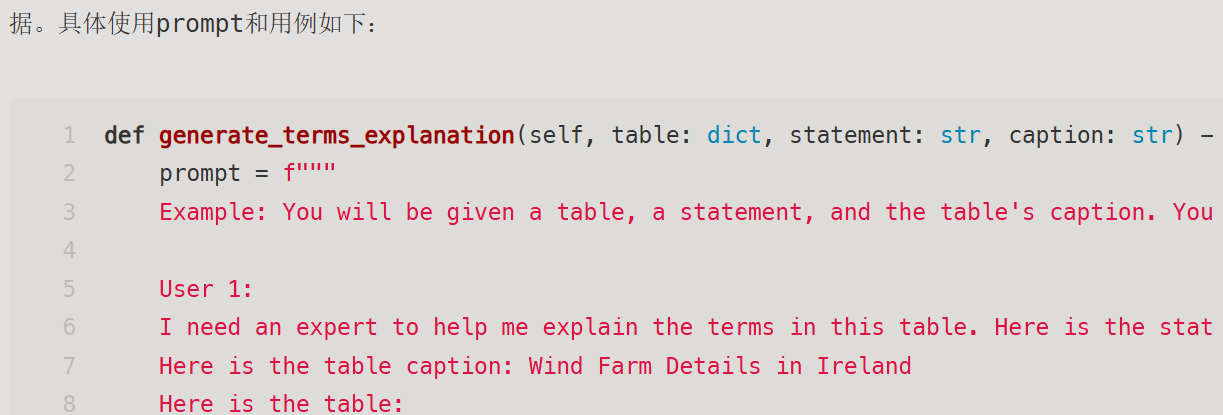 据。具体使用prompt和用例如下：
1 def generate_terms_explanation(self, table: dict, statement: str, caption: str) -
2 prompt = f"""
3 Example: You will be given a table, a statement, and the table's caption. You
4
5 User 1:
6 I need an expert to help me explain the terms in this table. Here is the stat
7 Here is the table caption: Wind Farm Details in Ireland
8 Here is the table: